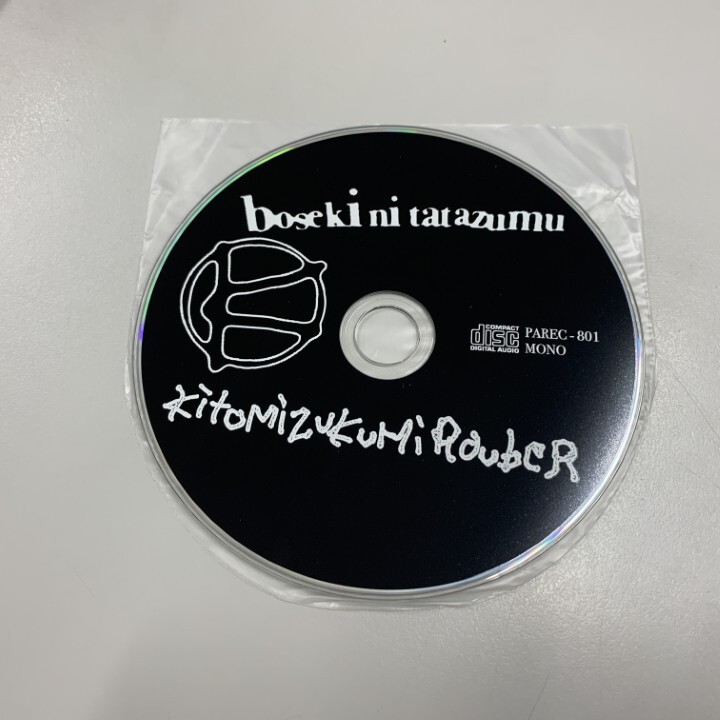 boseki ni tatazumu
COMPACT
disc
DIGITAL AUDIO
PAREC-801
MONO
KitoMizuKuMi RoubeR